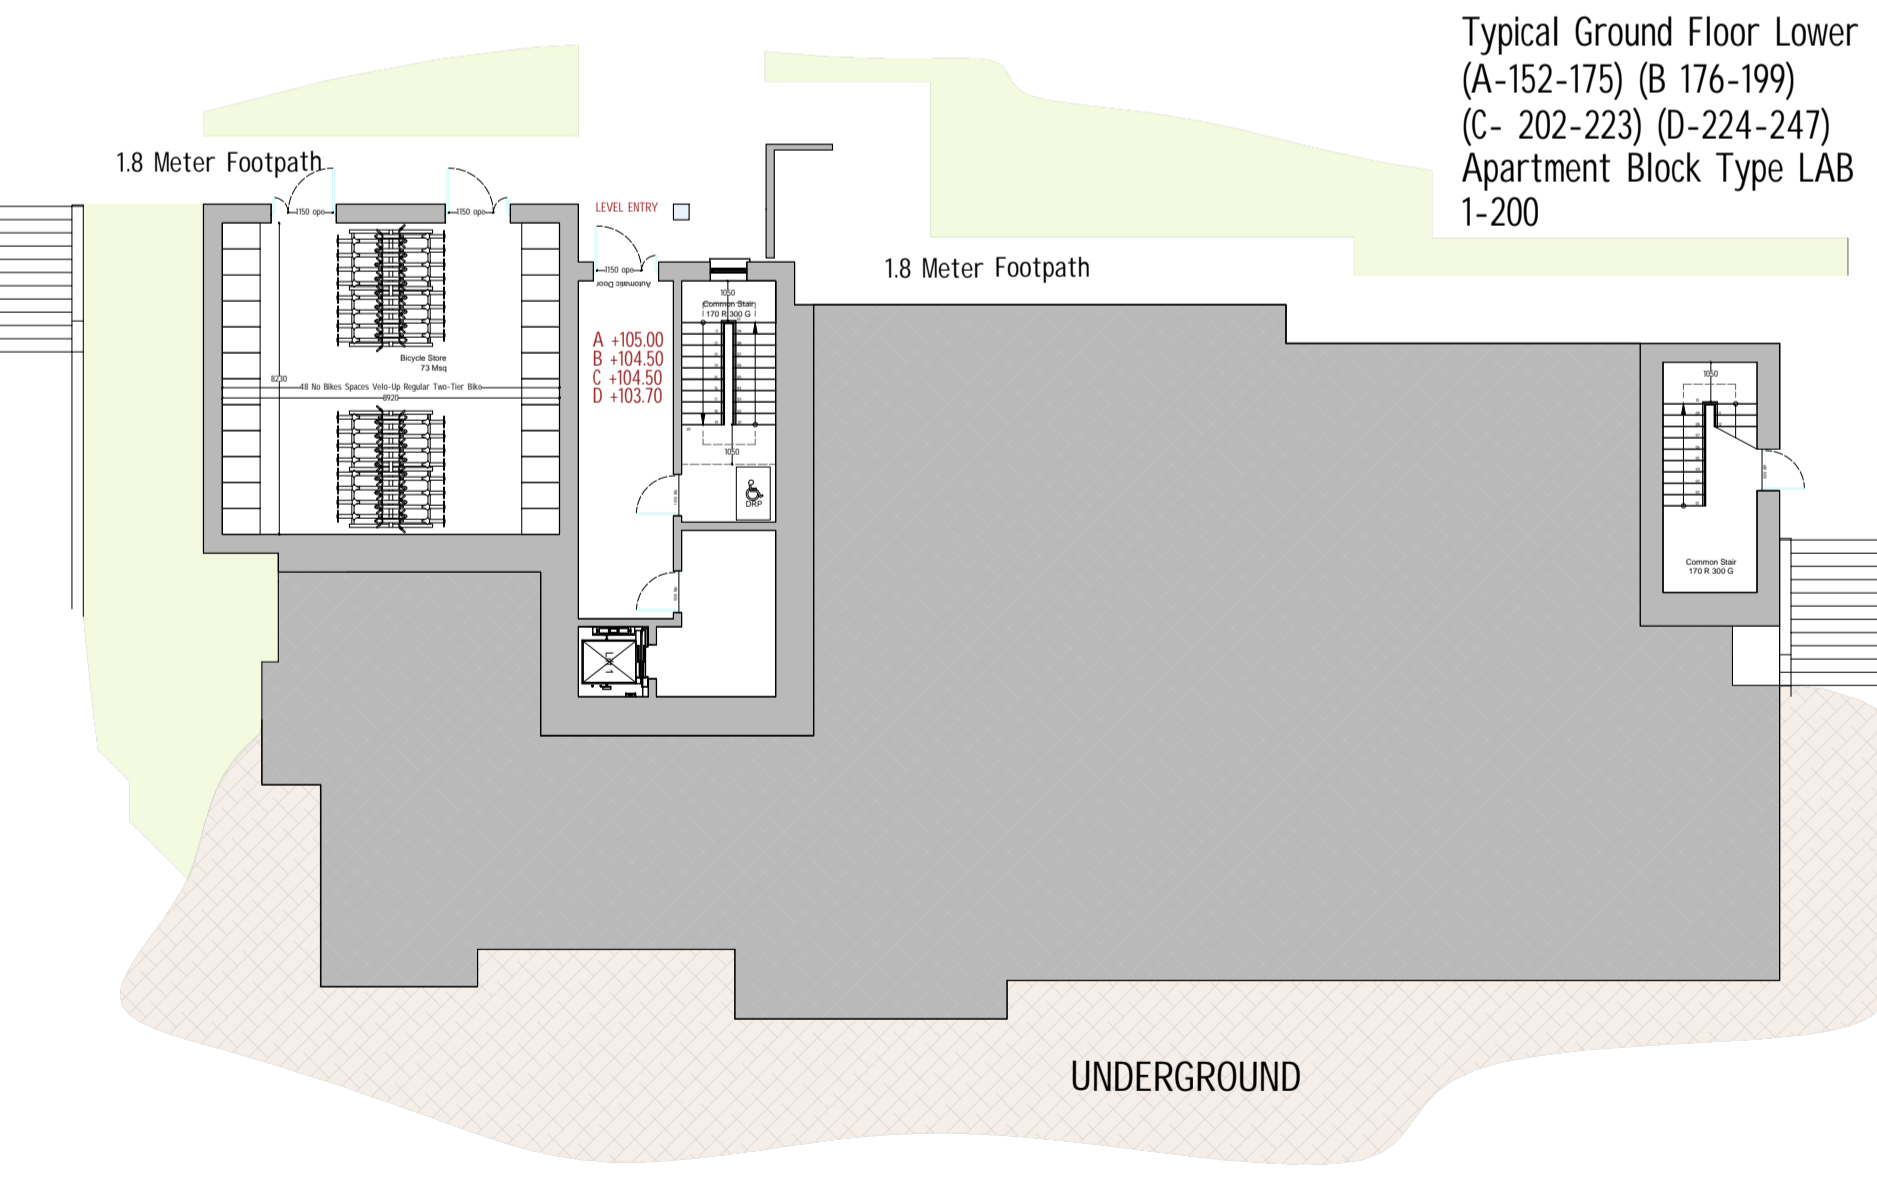 Typical Ground Floor Lower
(A-152-175) (B 176-199)
(C- 202-223) (D-224-247)
Apartment Block Type LAB
1-200
1.8 Meter Footpath
1150 ope
1150 ope
LEVEL ENTRY
1150 ope
Automatic Door
1.8 Meter Footpath
1050
Common Stair
170 R 300 G
A +105.00
B +104.50
C +104.50
D +103.70
Bicycle Store
73 Msq
8230
48 No Bikes Spaces Velo-Up Regular Two-Tier Bike
8920
1050
DRP
1050
Common Stair
170 R 300 G
UNDERGROUND